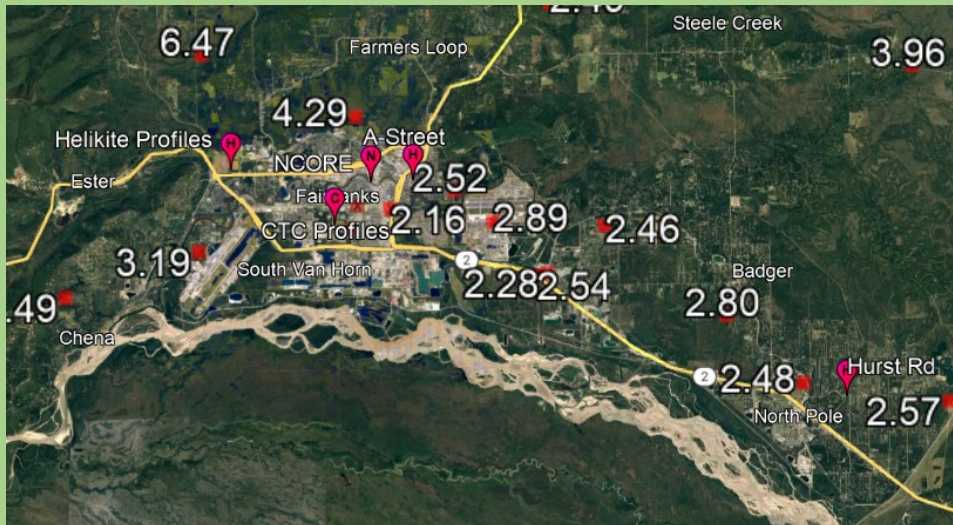 Steele Creek
6.47
Farmers Loop
3.96
4.29
A-Street
Helikite Profiles
H
N
H
NCORE
2.52
Ester
Fairbanks
C
2.16
2.89
CTC Profiles
2.46
3.19
South Van Horn
2
2.28
2.54
Badger
.49
2.80
Chena
2
2.48
Hurst Rd
North Pole
2.57